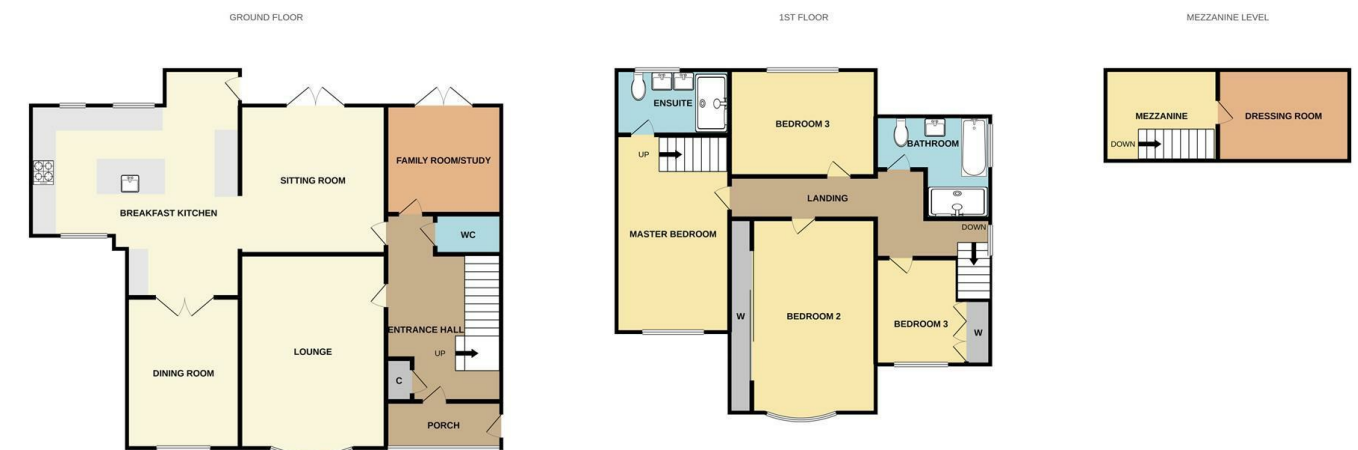 GROUND FLOOR
1ST FLOOR
MEZZANINE LEVEL
FAMILY ROOM/STUDY
SITTING ROOM
BREAKFAST KITCHEN
WC
ENTRANCE HALL
LOUNGE
UP
DINING ROOM
C
PORCH
ENSUITE
BEDROOM 3
BATHROOM
UP
LANDING
DOWN
MASTER BEDROOM
W
BEDROOM 2
BEDROOM 3
W
MEZZANINE
DRESSING ROOM
DOWN